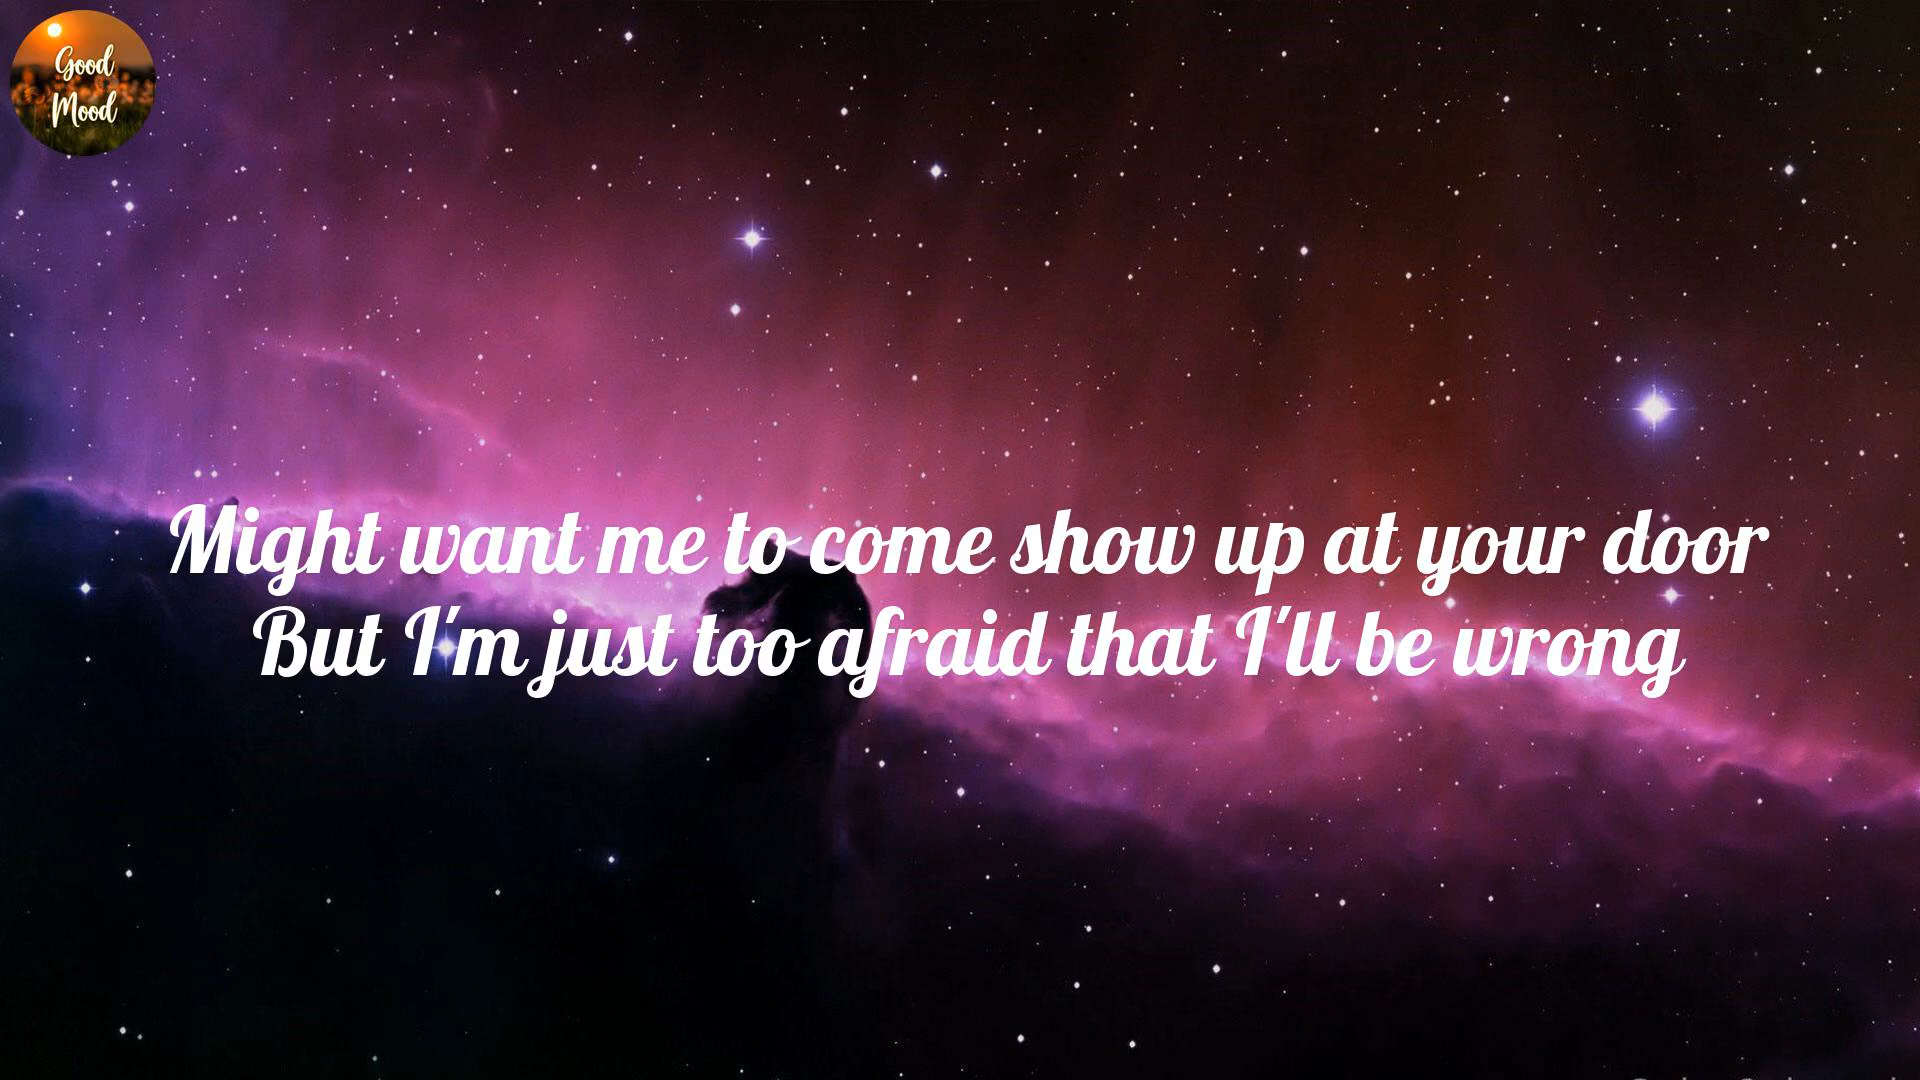 Good
Mood
Might want me to come show up at your door
But I'm just too afraid that I'll be wrong